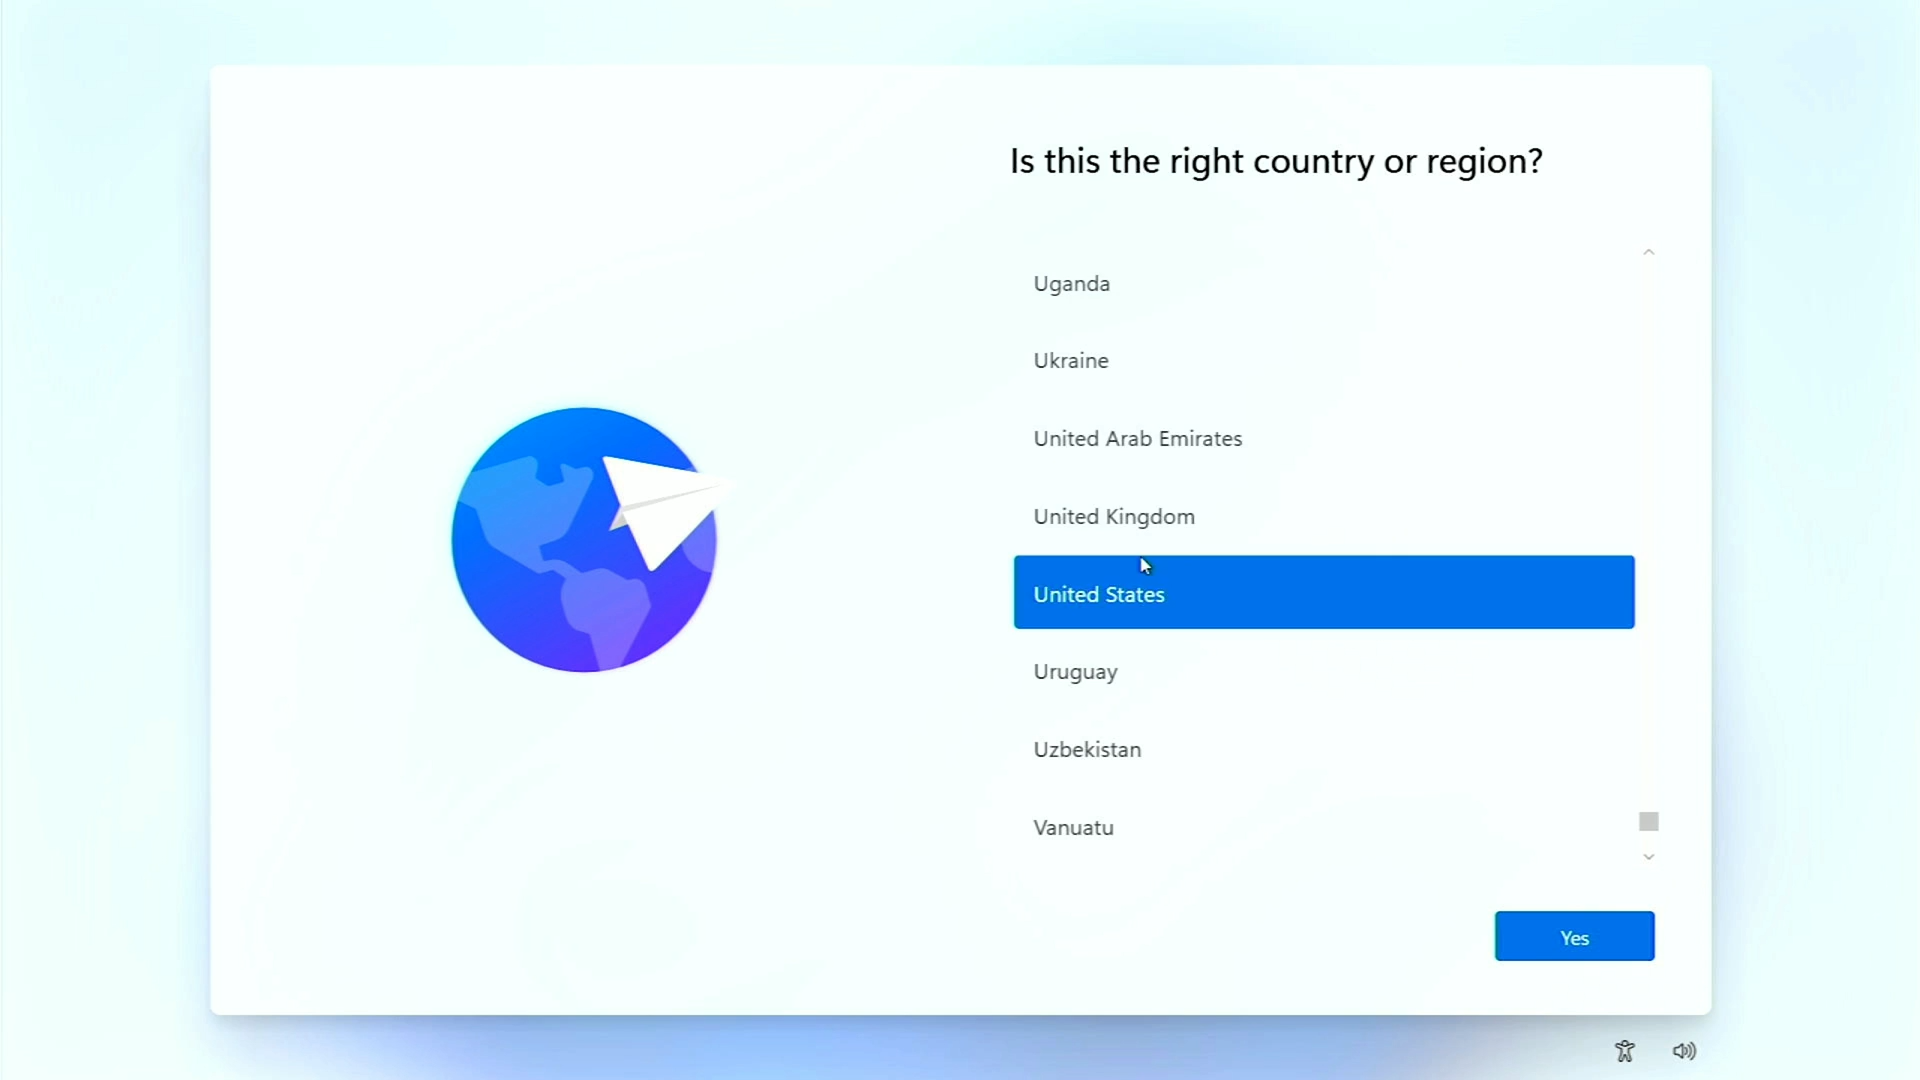 Is this the right country or region?
Uganda
Ukraine
United Arab Emirates
United Kingdom
United States
Uruguay
Uzbekistan
Vanuatu
Yes